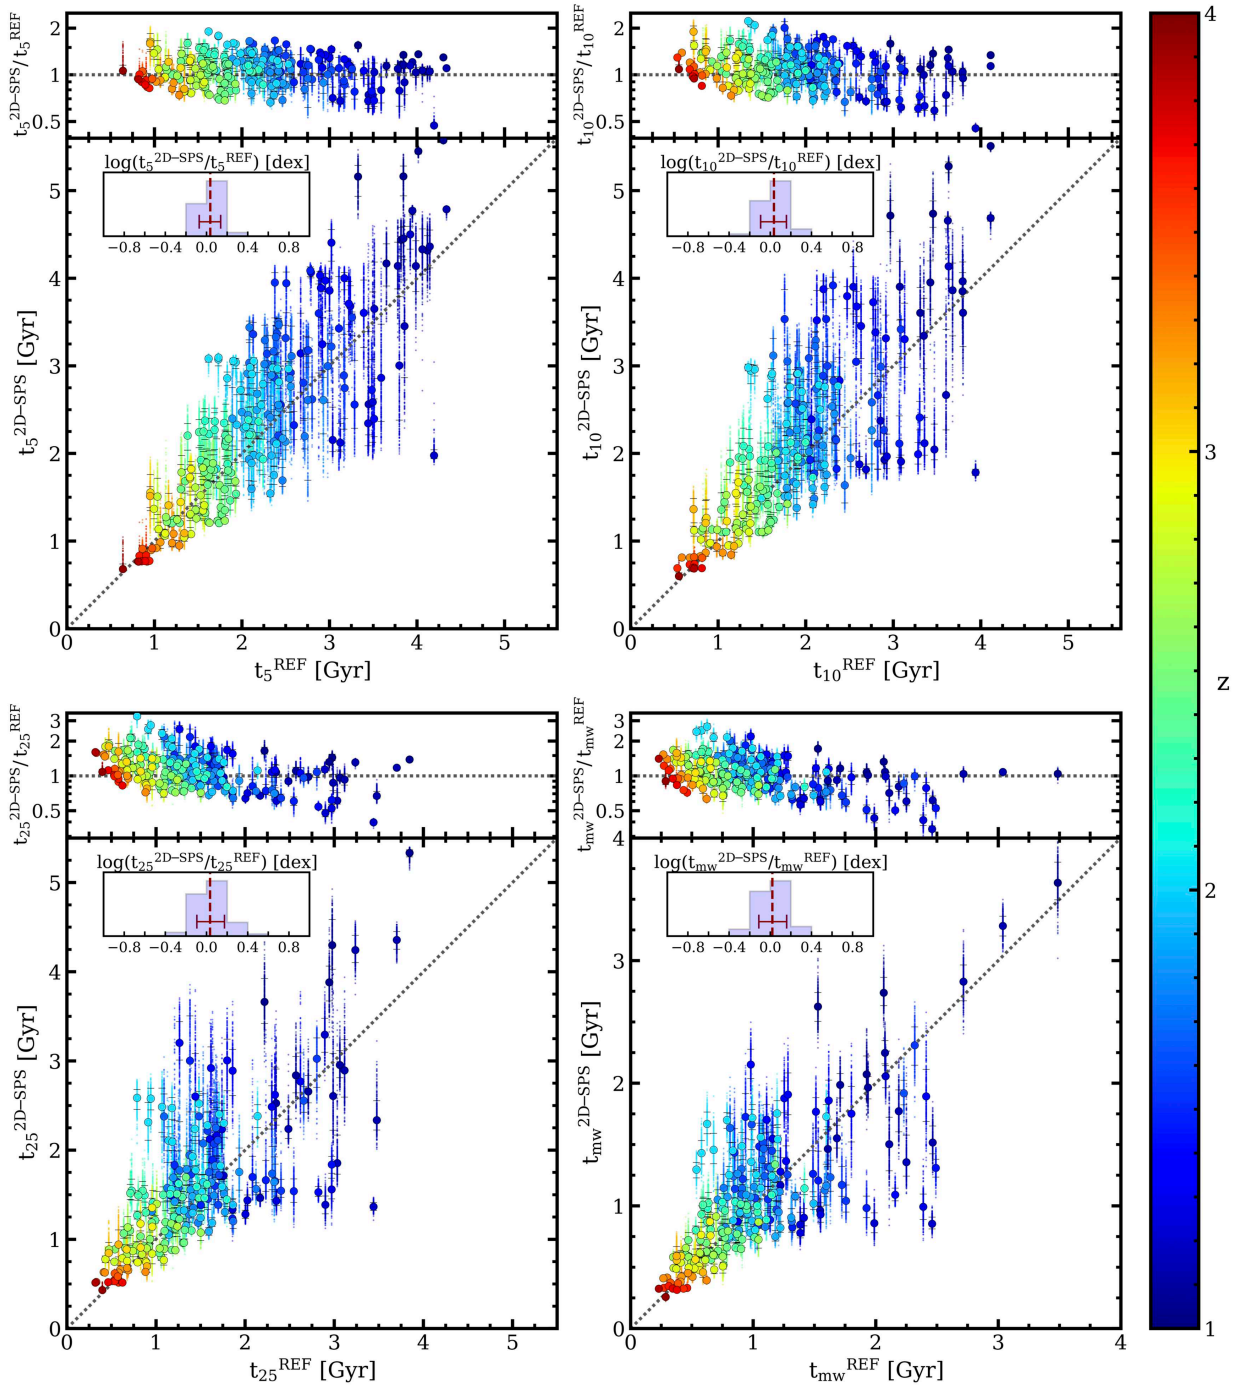 t5^2D−SPS/t5^REF
2
1
0.5
t10^2D−SPS/t10^REF
2
1
0.5
4
log(t5^2D−SPS/t5^REF) [dex]
−0.8 −0.4 0.0 0.4 0.8
t5^2D−SPS [Gyr]
5
4
3
2
1
0
0 1 2 3 4 5
t5^REF [Gyr]
log(t10^2D−SPS/t10^REF) [dex]
−0.8 −0.4 0.0 0.4 0.8
t10^2D−SPS [Gyr]
5
4
3
2
1
0
0 1 2 3 4 5
t10^REF [Gyr]
3
z
t25^2D−SPS/t25^REF
3
2
1
0.5
tmw^2D−SPS/tmw^REF
3
2
1
0.5
log(t25^2D−SPS/t25^REF) [dex]
−0.8 −0.4 0.0 0.4 0.8
t25^2D−SPS [Gyr]
5
4
3
2
1
0
0 1 2 3 4 5
t25^REF [Gyr]
log(tmw^2D−SPS/tmw^REF) [dex]
−0.8 −0.4 0.0 0.4 0.8
tmw^2D−SPS [Gyr]
4
3
2
1
0
0 1 2 3 4
tmw^REF [Gyr]
2
1